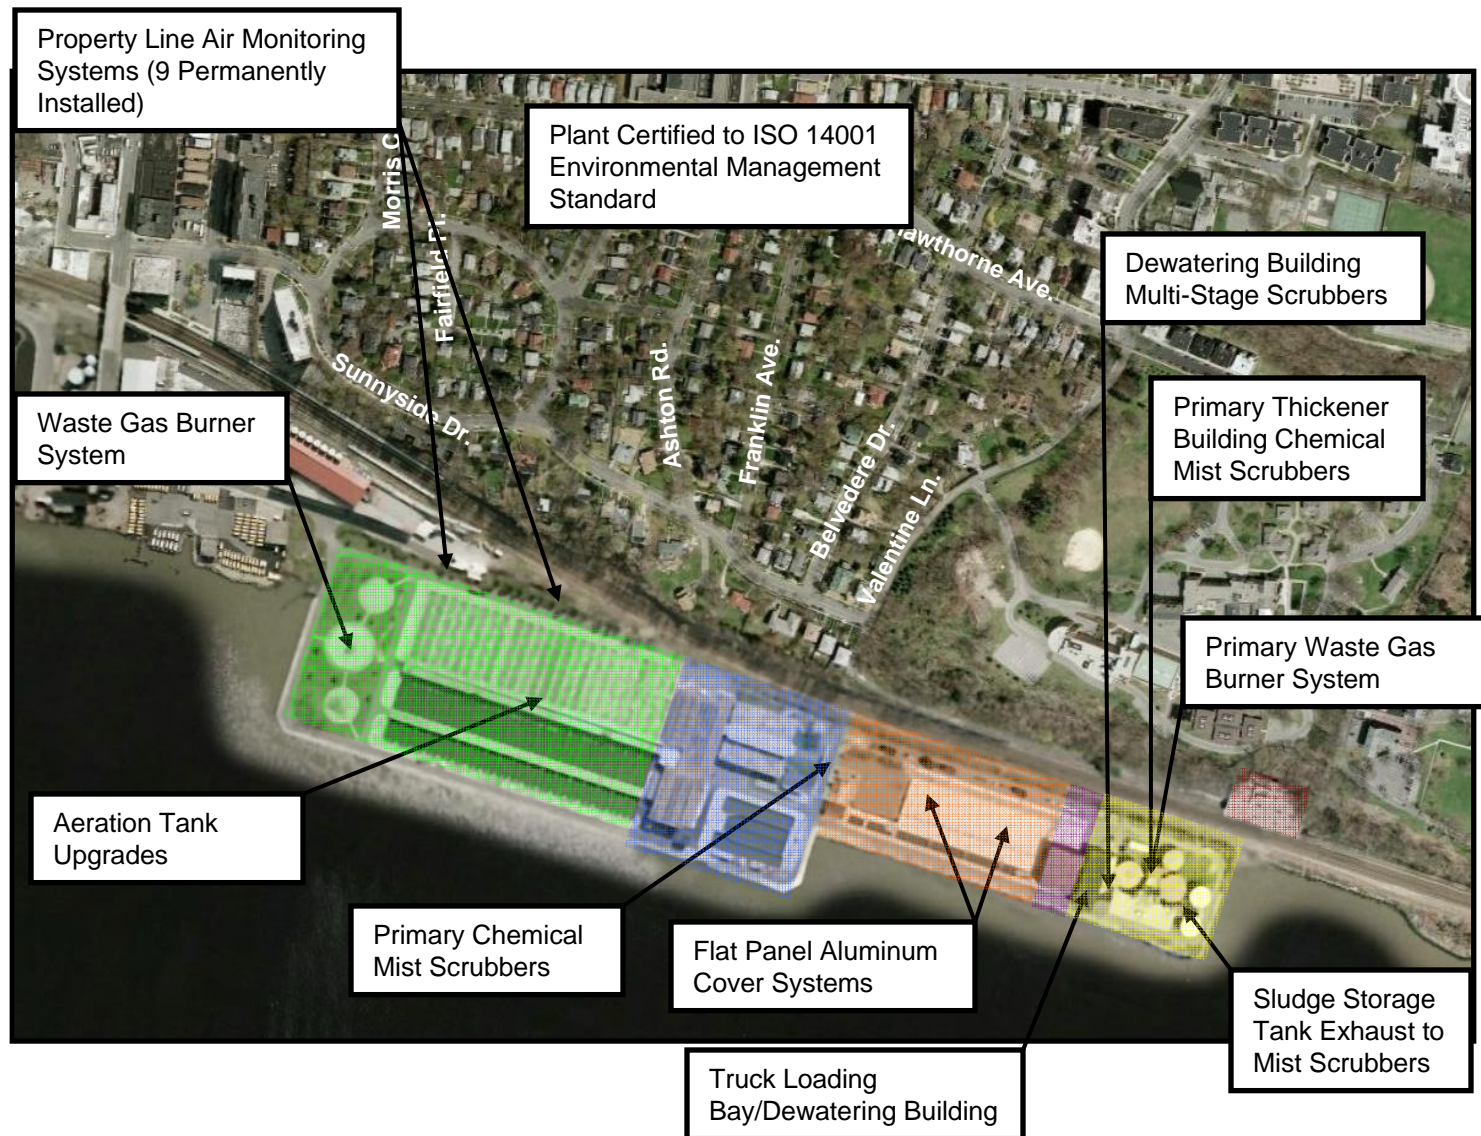 Property Line Air Monitoring
Systems (9 Permanently
Installed)
Plant Certified to ISO 14001
Environmental Management
Standard
Morris
Fairfield Pl.
Ave.
Dewatering Building
Multi-Stage Scrubbers
Sunnyside Dr.
Ashton Rd.
Franklin Ave.
Belvedere Dr.
Valentine Ln.
Waste Gas Burner
System
Primary Thickener
Building Chemical
Mist Scrubbers
Primary Waste Gas
Burner System
Aeration Tank
Upgrades
Primary Chemical
Mist Scrubbers
Flat Panel Aluminum
Cover Systems
Sludge Storage
Tank Exhaust to
Mist Scrubbers
Truck Loading
Bay/Dewatering Building